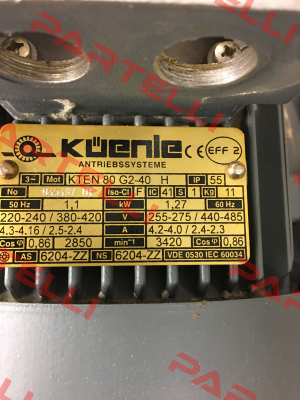 PARTELLI
KÜENLE CE EFF 2
ANTRIEBSSYSTEME
3~ Mot KTEN 80 G2-40 H IP 55
No Iso-Cl F IC 41 S 1 Kg 11
50 Hz 1,1 kW 1,27 60 Hz
220-240 / 380-420 V 255-275 / 440-485
4.3-4.16 / 2.5-2.4 A 4.2-4.0 / 2.4-2.3
Cos φ 0,86 2850 min⁻¹ 3420 Cos φ 0,86
AS 6204-ZZ NS 6204-ZZ VDE 0530 IEC 60034